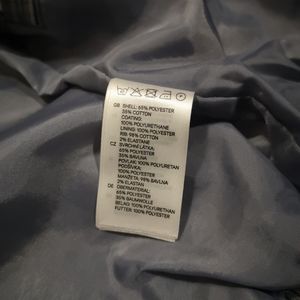 GB SHELL: 65% POLYESTER
35% COTTON
COATING:
100% POLYURETHANE
LINING: 100% POLYESTER
RIB: 98% COTTON
2% ELASTANE
CZ SVRCHNÍ LÁTKA:
65% POLYESTER
35% BAVLNA
POVLAK: 100% POLYURETAN
PODŠÍVKA:
100% POLYESTER
MANŽETA: 98% BAVLNA
2% ELASTAN
DE OBERMATERIAL:
65% POLYESTER
35% BAUMWOLLE
BELAG: 100% POLYURETHAN
FUTTER: 100% POLYESTER